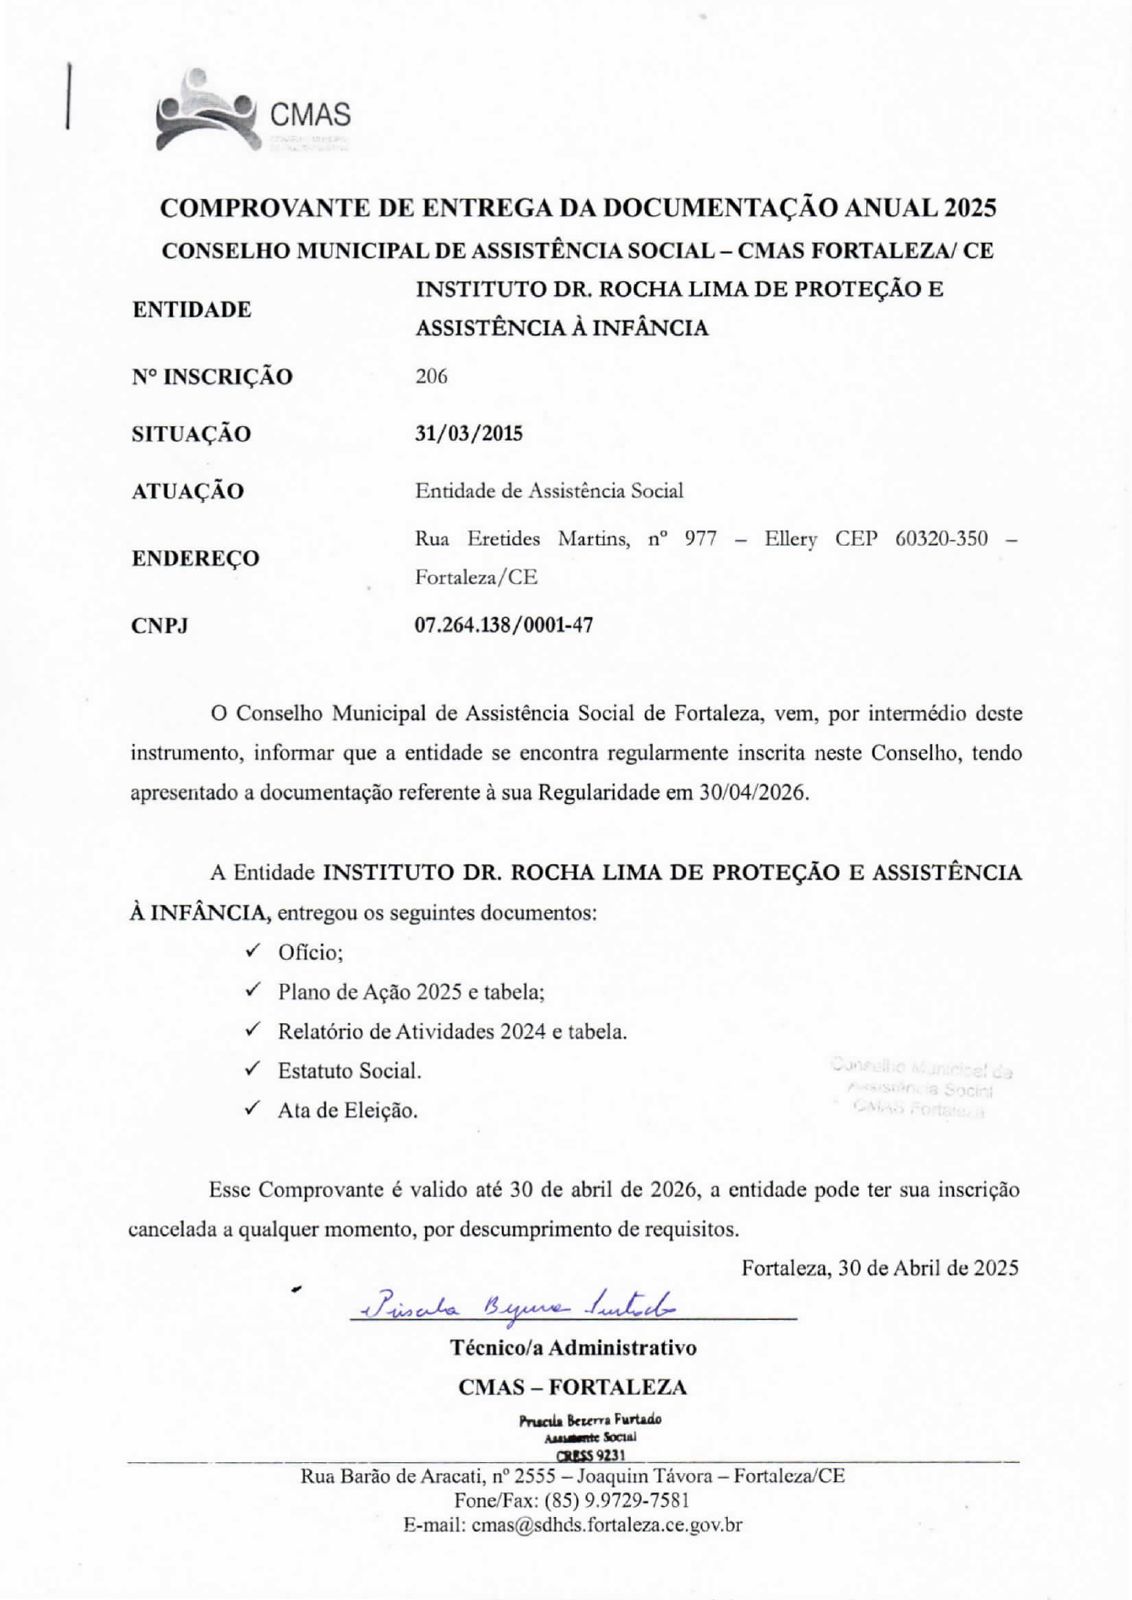 CMAS
COMPROVANTE DE ENTREGA DA DOCUMENTAÇÃO ANUAL 2025
CONSELHO MUNICIPAL DE ASSISTÊNCIA SOCIAL – CMAS FORTALEZA/ CE
ENTIDADE
INSTITUTO DR. ROCHA LIMA DE PROTEÇÃO E
ASSISTÊNCIA À INFÂNCIA
Nº INSCRIÇÃO 206
SITUAÇÃO 31/03/2015
ATUAÇÃO Entidade de Assistência Social
ENDEREÇO
Rua Eretides Martins, nº 977 – Ellery CEP 60320-350 –
Fortaleza/CE
CNPJ 07.264.138/0001-47
O Conselho Municipal de Assistência Social de Fortaleza, vem, por intermédio deste
instrumento, informar que a entidade se encontra regularmente inscrita neste Conselho, tendo
apresentado a documentação referente à sua Regularidade em 30/04/2026.
A Entidade INSTITUTO DR. ROCHA LIMA DE PROTEÇÃO E ASSISTÊNCIA
À INFÂNCIA, entregou os seguintes documentos:
✓ Ofício;
✓ Plano de Ação 2025 e tabela;
✓ Relatório de Atividades 2024 e tabela.
✓ Estatuto Social.
✓ Ata de Eleição.
Conselho Municipal de
Assistência Social
CMAS Fortaleza
Esse Comprovante é valido até 30 de abril de 2026, a entidade pode ter sua inscrição
cancelada a qualquer momento, por descumprimento de requisitos.
Fortaleza, 30 de Abril de 2025
Priscila Bezerra Furtado
Técnico/a Administrativo
CMAS – FORTALEZA
Priscila Bezerra Furtado
Assistente Social
CRESS 9231
Rua Barão de Aracati, nº 2555 – Joaquim Távora – Fortaleza/CE
Fone/Fax: (85) 9.9729-7581
E-mail: cmas@sdhds.fortaleza.ce.gov.br